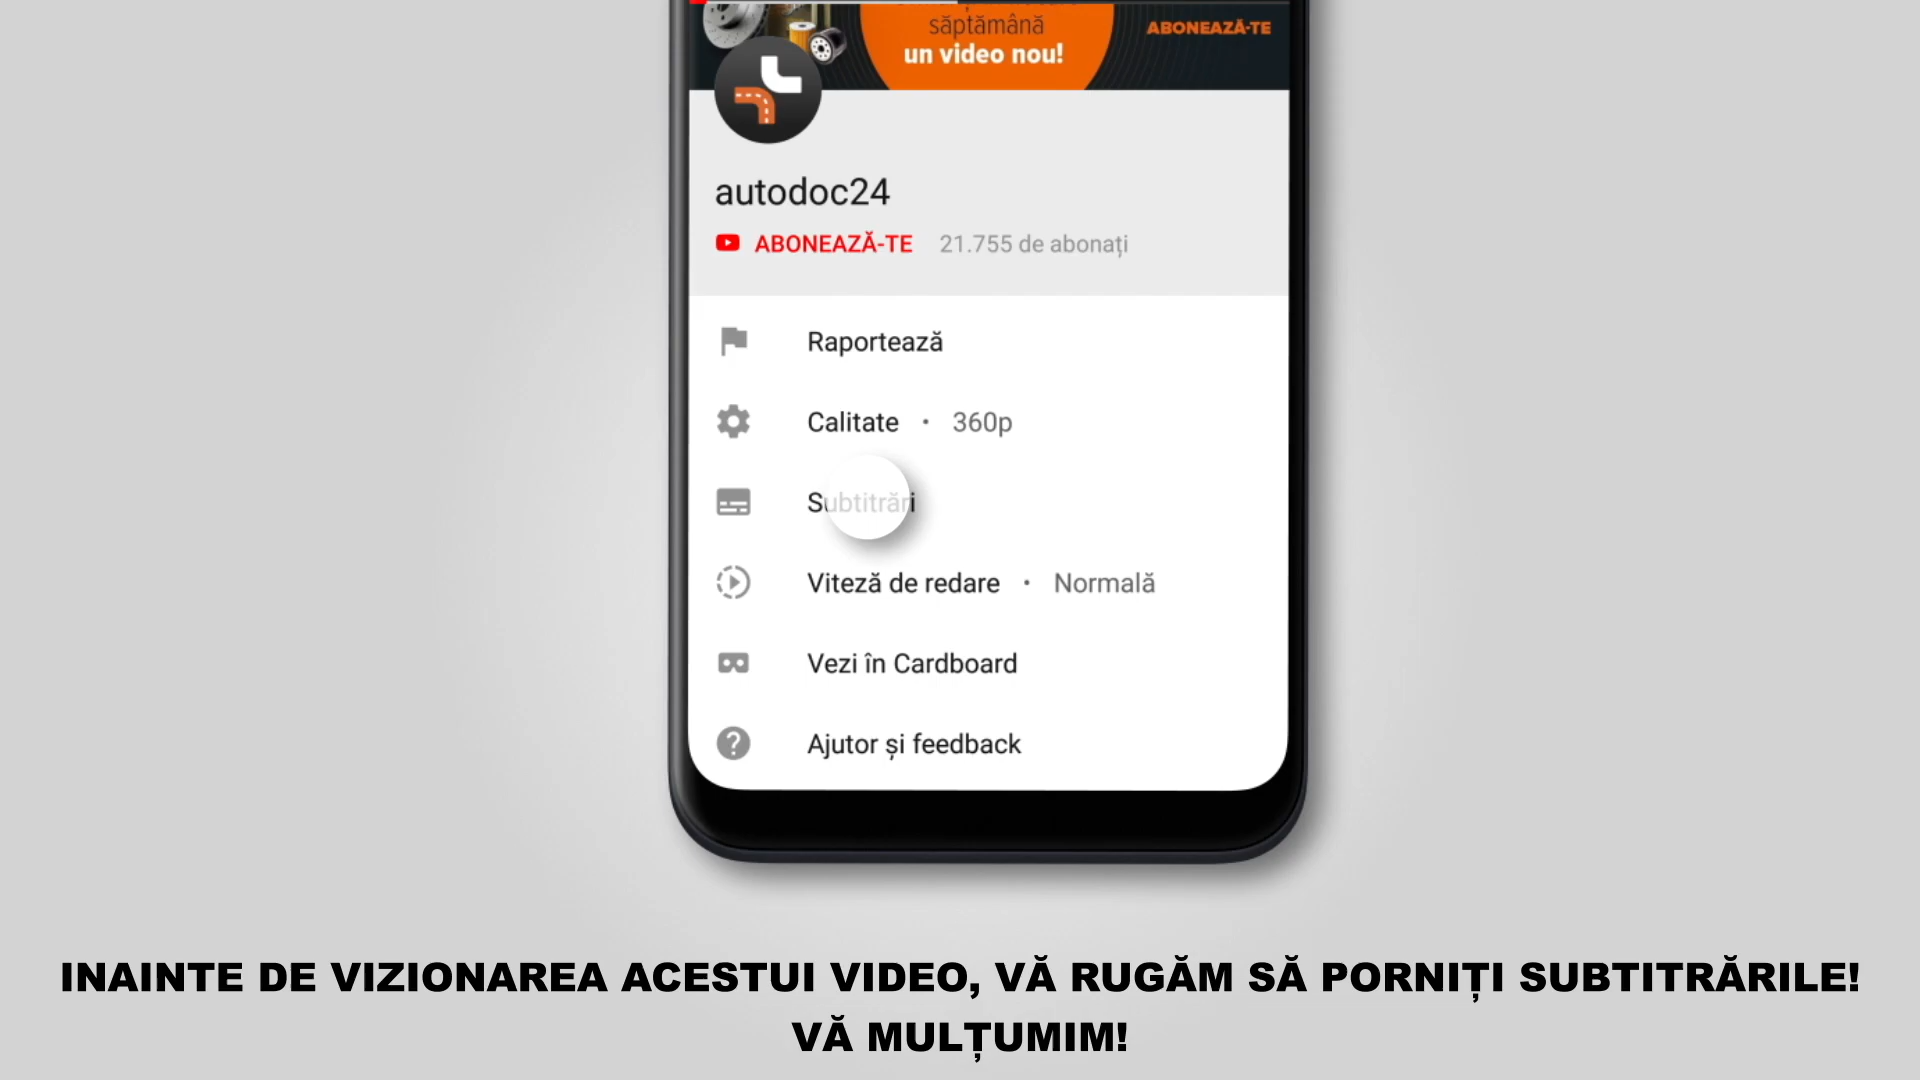 săptămână
un video nou!
ABONEAZĂ-TE
autodoc24
ABONEAZĂ-TE 21.755 de abonați
Raportează
Calitate • 360p
Subtitrări
Viteză de redare • Normală
Vezi în Cardboard
Ajutor și feedback
INAINTE DE VIZIONAREA ACESTUI VIDEO, VĂ RUGĂM SĂ PORNIȚI SUBTITRĂRILE!
VĂ MULȚUMIM!